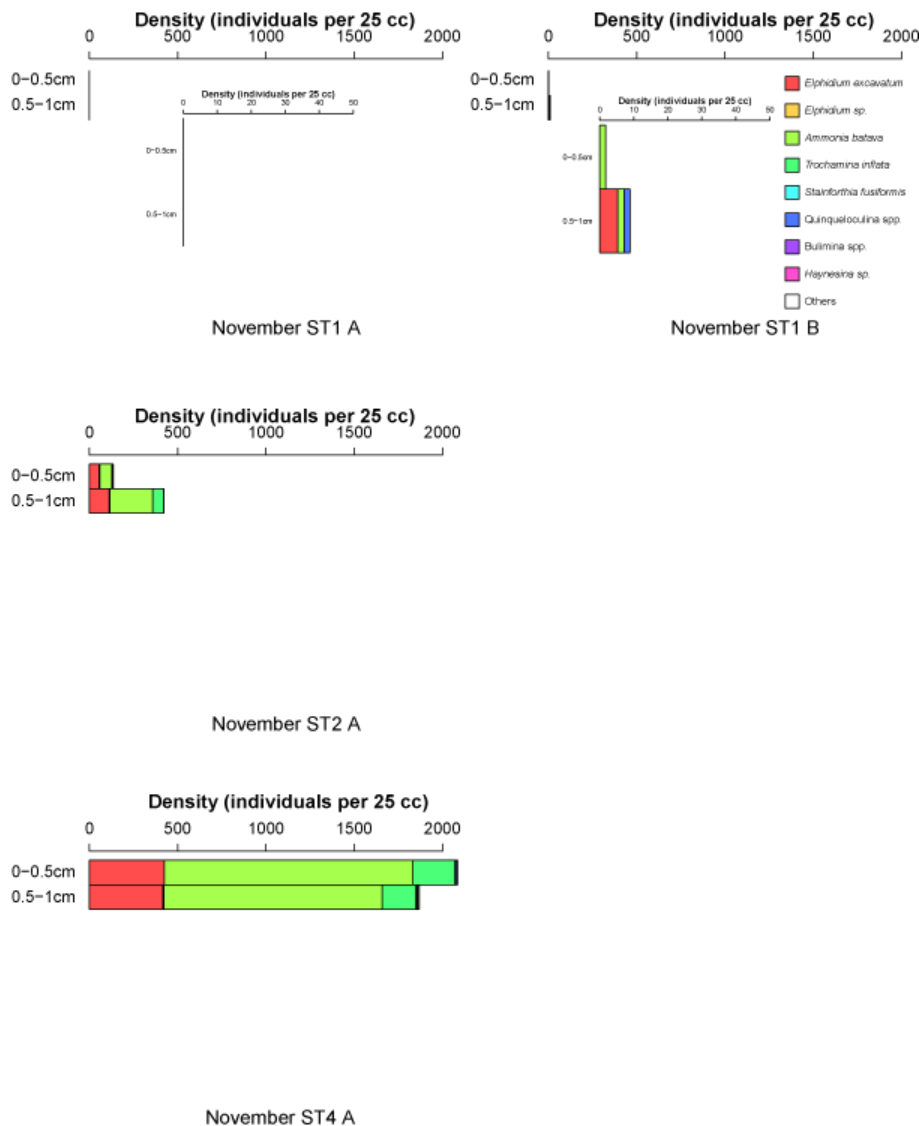 Density (individuals per 25 cc)
0 500 1000 1500 2000
0−0.5cm
0.5−1cm
Density (individuals per 25 cc)
0 10 20 30 40 50
0−0.5cm
0.5−1cm
November ST1 A
Density (individuals per 25 cc)
0 500 1000 1500 2000
0−0.5cm
0.5−1cm
Density (individuals per 25 cc)
0 10 20 30 40 50
0−0.5cm
0.5−1cm
Elphidium excavatum
Elphidium sp.
Ammonia batava
Trochamina inflata
Stainforthia fusiformis
Quinqueloculina spp.
Bulimina spp.
Haynesina sp.
Others
November ST1 B
Density (individuals per 25 cc)
0 500 1000 1500 2000
0−0.5cm
0.5−1cm
November ST2 A
Density (individuals per 25 cc)
0 500 1000 1500 2000
0−0.5cm
0.5−1cm
November ST4 A